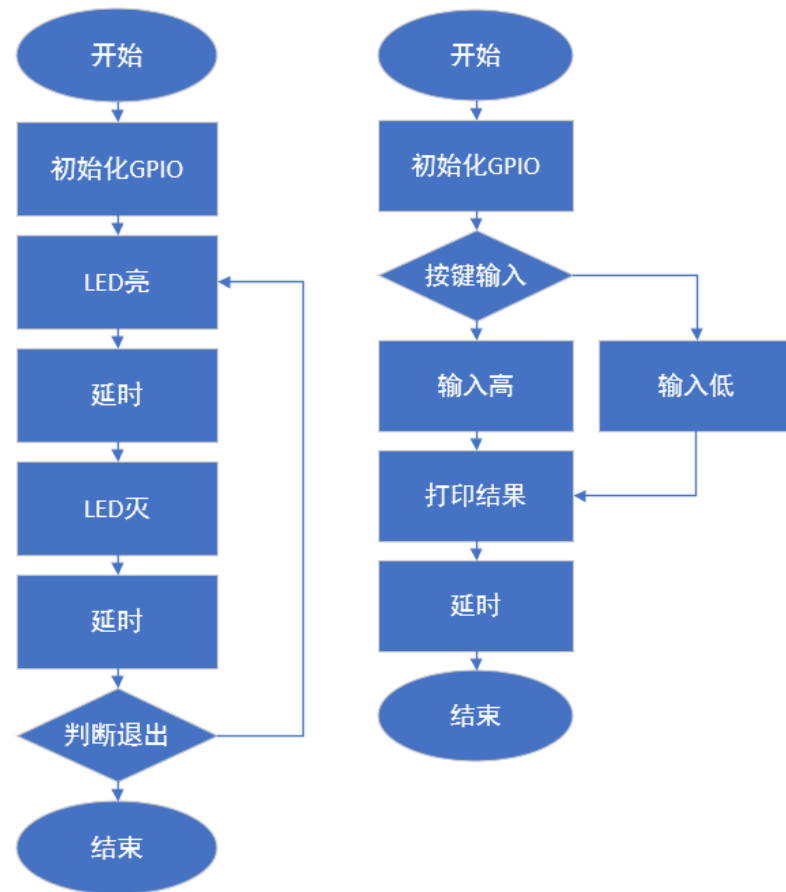 开始
初始化GPIO
LED亮
延时
LED灭
延时
判断退出
结束
开始
初始化GPIO
按键输入
输入高
输入低
打印结果
延时
结束